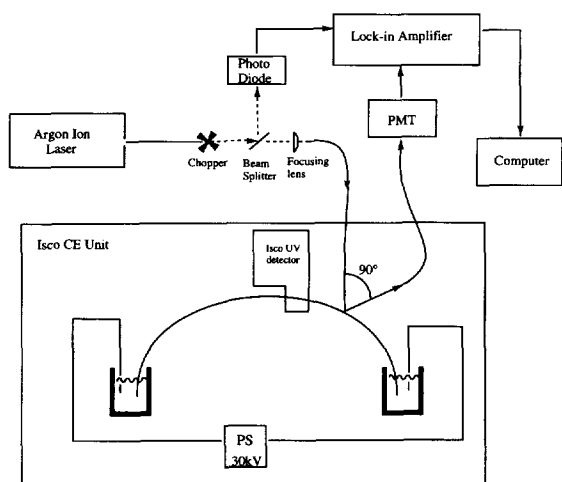 Lock-in Amplifier
Photo
Diode
PMT
Argon Ion
Laser
Chopper
Beam
Splitter
Focusing
lens
Computer
Isco CE Unit
Isco UV
detector
90°
PS
30kV